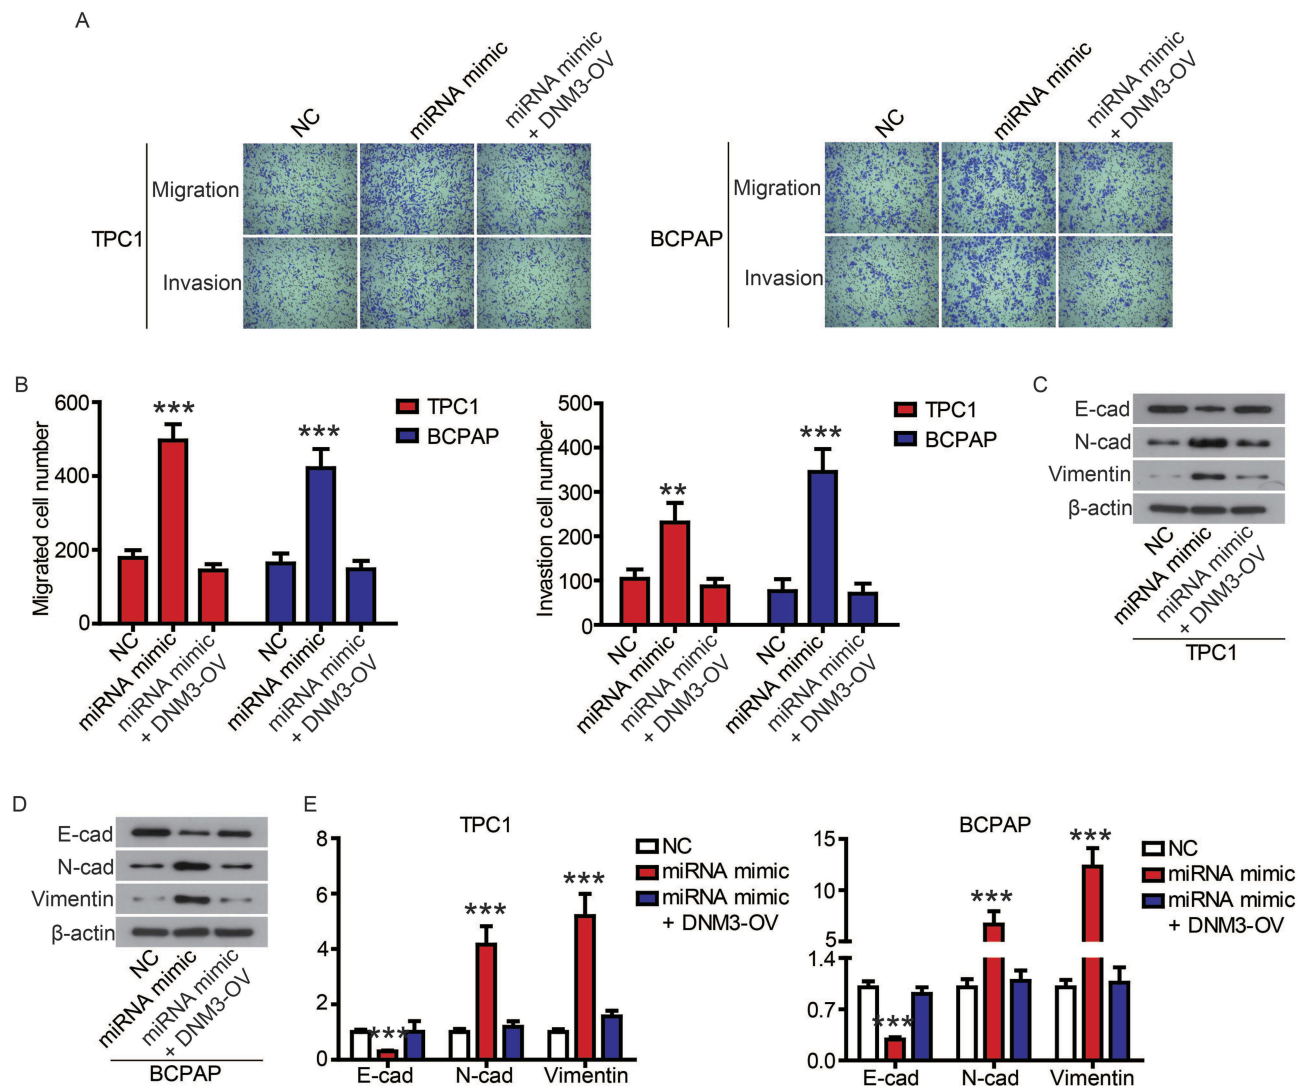 A
NC
miRNA mimic
miRNA mimic
+ DNM3-OV
NC
miRNA mimic
miRNA mimic
+ DNM3-OV
TPC1
Migration
Invasion
BCPAP
Migration
Invasion
B
Migrated cell number
600
400
200
0
***
***
TPC1
BCPAP
NC
miRNA mimic
miRNA mimic
+ DNM3-OV
NC
miRNA mimic
miRNA mimic
+ DNM3-OV
Invastion cell number
500
400
300
200
100
0
**
***
TPC1
BCPAP
NC
miRNA mimic
miRNA mimic
+ DNM3-OV
NC
miRNA mimic
miRNA mimic
+ DNM3-OV
C
E-cad
N-cad
Vimentin
β-actin
NC
miRNA mimic
miRNA mimic
+ DNM3-OV
TPC1
D
E-cad
N-cad
Vimentin
β-actin
NC
miRNA mimic
miRNA mimic
+ DNM3-OV
BCPAP
E
TPC1
8
6
4
2
0
***
***
***
E-cad
N-cad
Vimentin
NC
miRNA mimic
miRNA mimic
+ DNM3-OV
BCPAP
15
10
5
1.4
0.7
0.0
***
***
***
E-cad
N-cad
Vimentin
NC
miRNA mimic
miRNA mimic
+ DNM3-OV